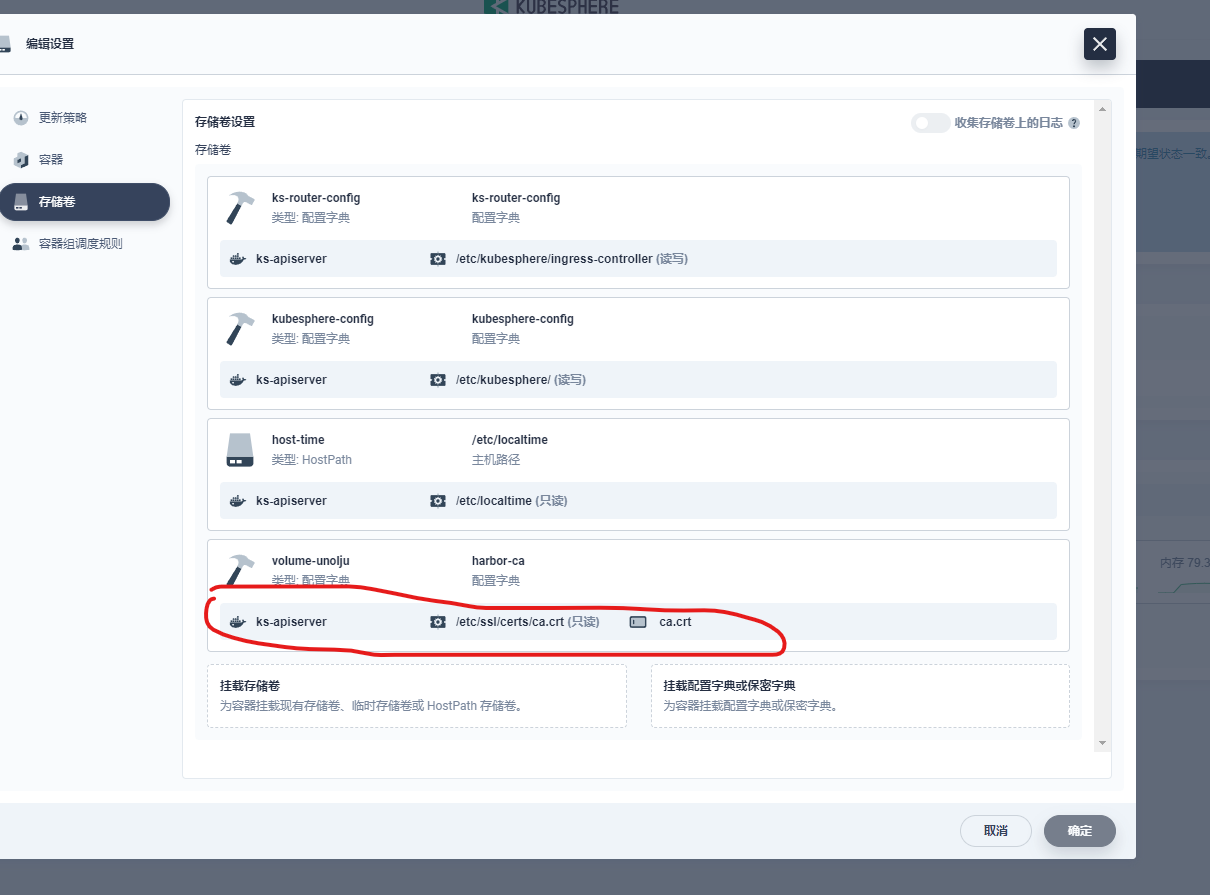 KUBESPHERE
编辑设置
更新策略
容器
存储卷
容器组调度规则
存储卷设置
收集存储卷上的日志 ?
存储卷
ks-router-config
类型: 配置字典
ks-router-config
配置字典
ks-apiserver
/etc/kubesphere/ingress-controller (读写)
kubesphere-config
类型: 配置字典
kubesphere-config
配置字典
ks-apiserver
/etc/kubesphere/ (读写)
host-time
类型: HostPath
/etc/localtime
主机路径
ks-apiserver
/etc/localtime (只读)
volume-unolju
类型: 配置字典
harbor-ca
配置字典
ks-apiserver
/etc/ssl/certs/ca.crt (只读)
ca.crt
挂载存储卷
为容器挂载现有存储卷、临时存储卷或 HostPath 存储卷。
挂载配置字典或保密字典
为容器挂载配置字典或保密字典。
期望状态一致
内存 79.3
取消
确定